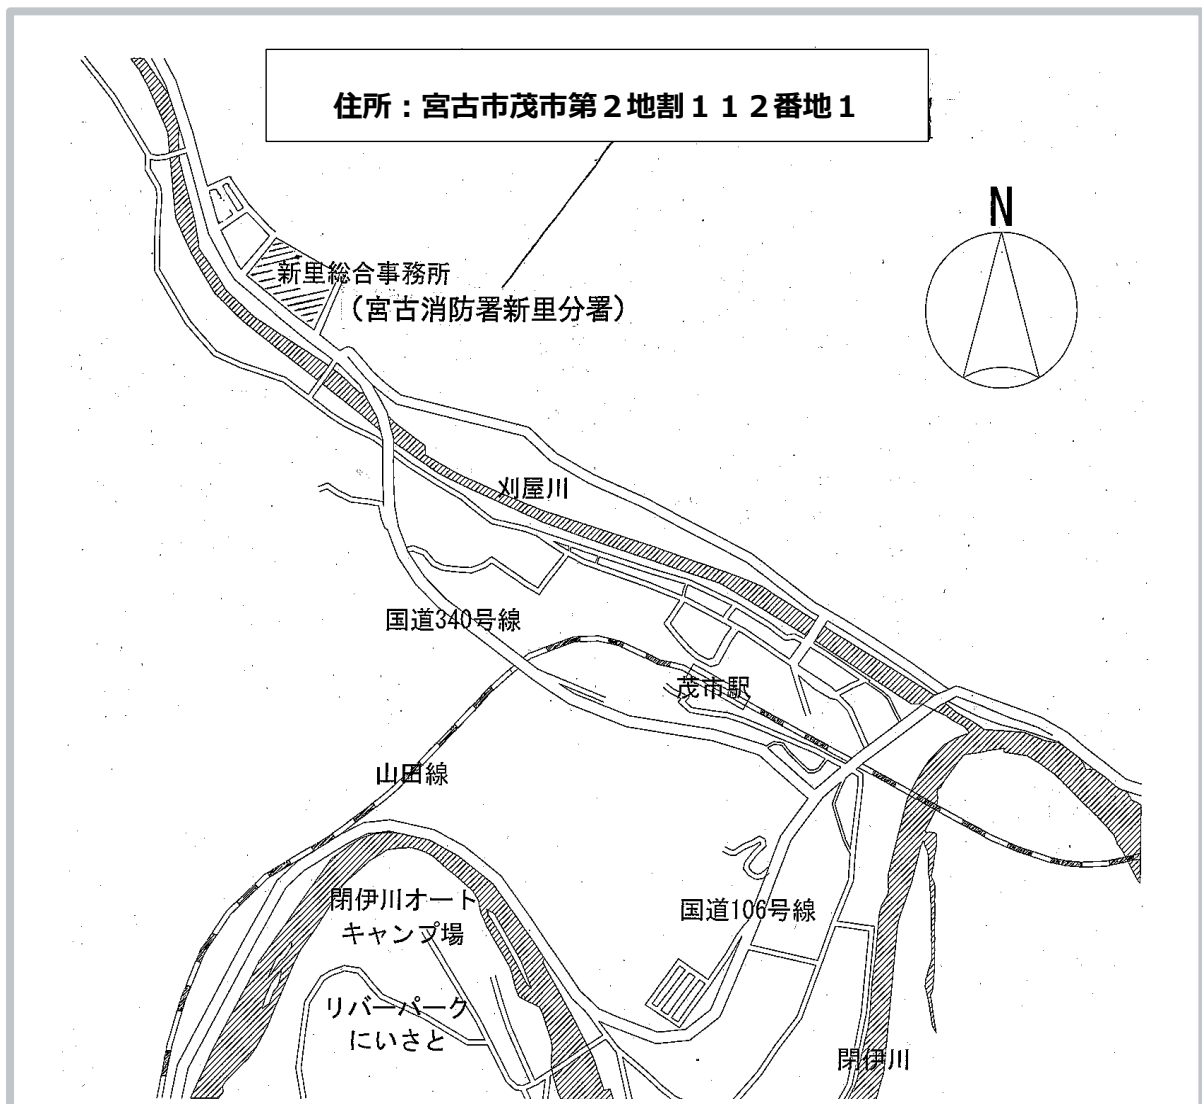 住所：宮古市茂市第２地割１１２番地１
N
新里総合事務所
（宮古消防署新里分署）
刈屋川
国道340号線
茂市駅
山田線
閉伊川オート
キャンプ場
国道106号線
リバーパーク
にいさと
閉伊川